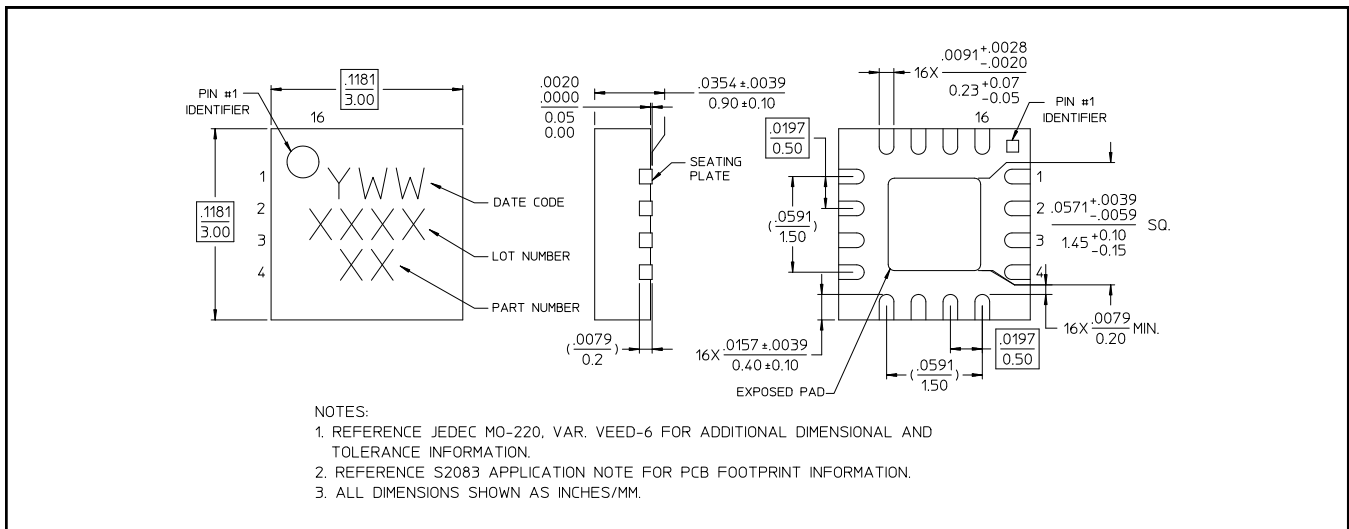 PIN #1
IDENTIFIER
.1181
3.00
16
.1181
3.00
1
2
3
4
YWW
XXXX
XX
DATE CODE
LOT NUMBER
PART NUMBER
.0020
.0000
0.05
0.00
.0354 ±.0039
0.90 ±0.10
SEATING
PLATE
(.0079)
0.2
16X .0091 +.0028
-.0020
0.23 +0.07
-0.05
16
PIN #1
IDENTIFIER
.0197
0.50
(.0591)
1.50
1
2
3
4
.0571 +.0039
-.0059
SQ.
1.45 +0.10
-0.15
16X .0157 ±.0039
0.40 ±0.10
16X .0079 MIN.
0.20
.0197
0.50
(.0591)
1.50
EXPOSED PAD
NOTES:
1. REFERENCE JEDEC MO-220, VAR. VEED-6 FOR ADDITIONAL DIMENSIONAL AND
TOLERANCE INFORMATION.
2. REFERENCE S2083 APPLICATION NOTE FOR PCB FOOTPRINT INFORMATION.
3. ALL DIMENSIONS SHOWN AS INCHES/MM.